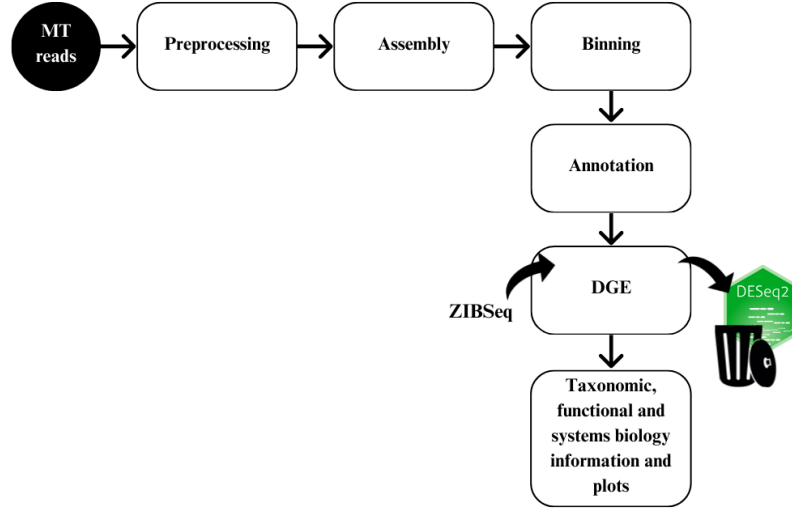 MT
reads
Preprocessing
Assembly
Binning
Annotation
DGE
ZIBSeq
DESeq2
Taxonomic,
functional and
systems biology
information and
plots